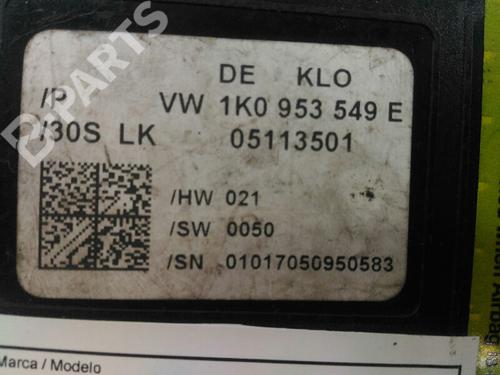 B-PARTS
DE KLO
/P VW 1K0 953 549 E
/30S LK 05113501
/HW 021
/SW 0050
/SN 01017050950583
Marca / Modelo